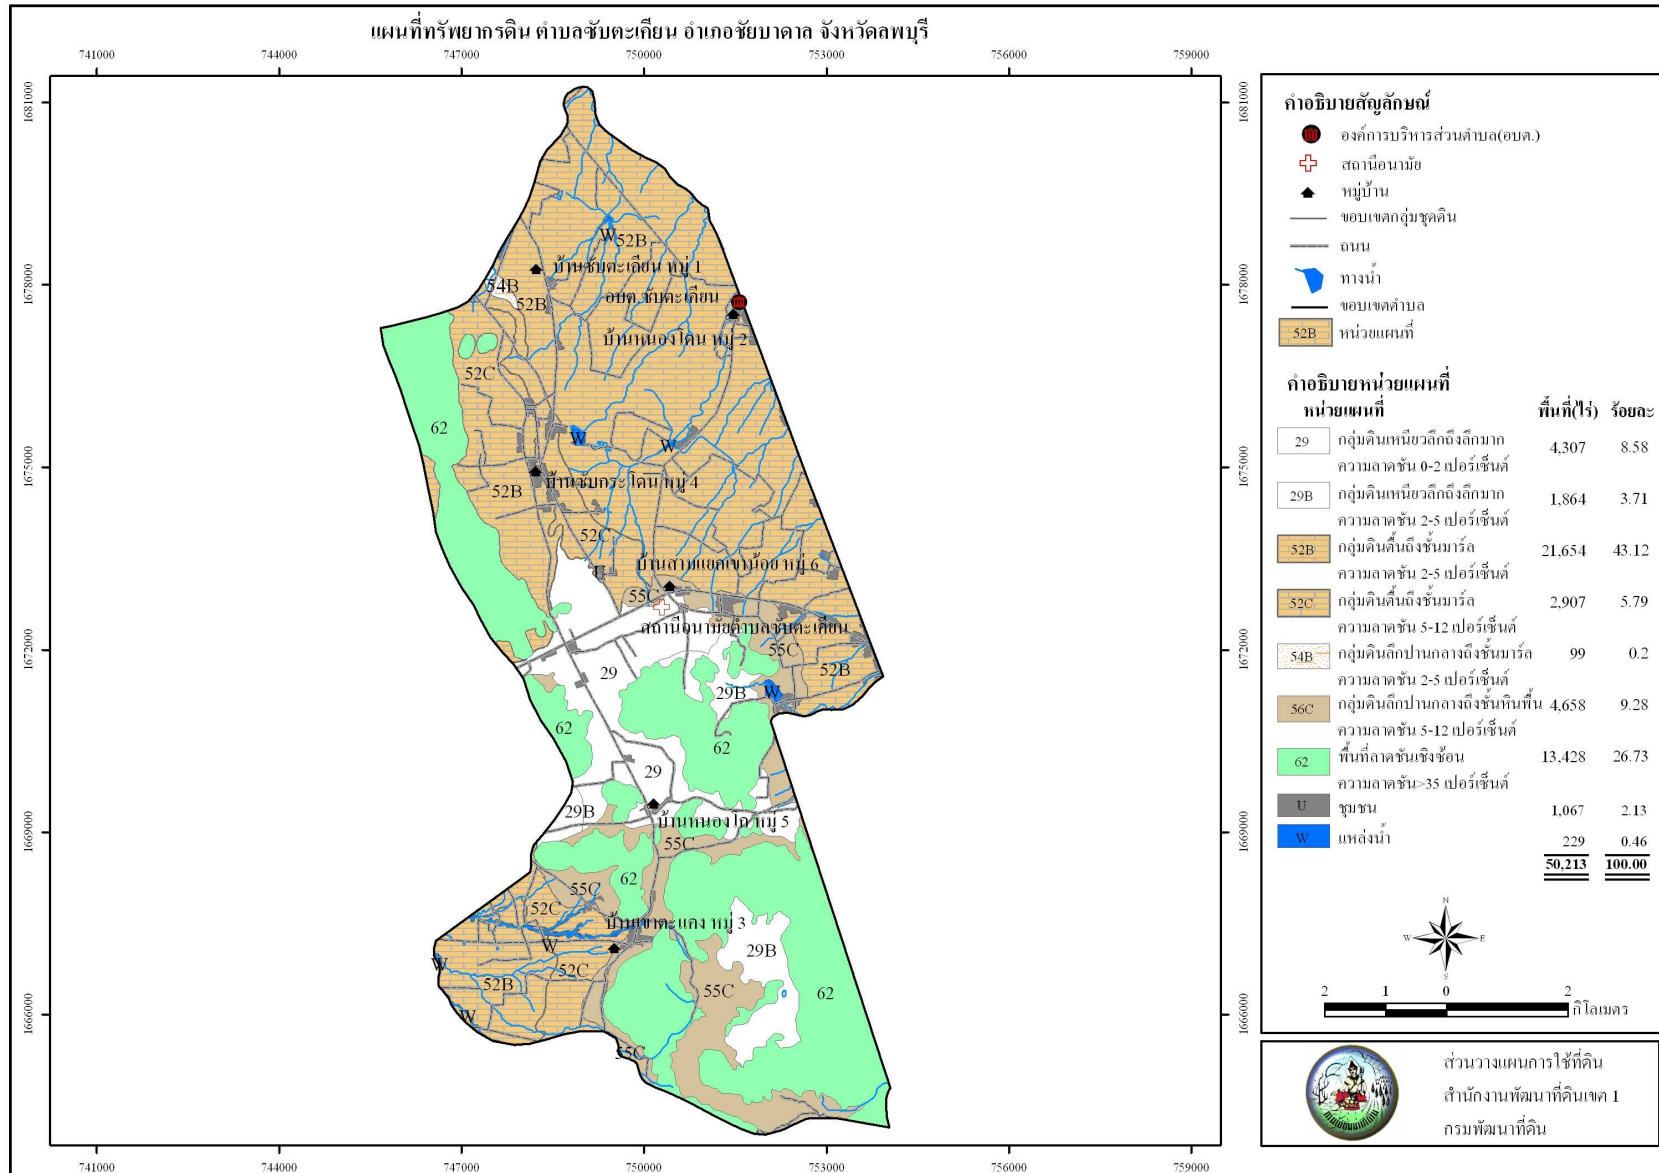 แผนที่ทรัพยากรดิน ตำบลซับตะเคียน อำเภอชัยบาดาล จังหวัดลพบุรี
741000 744000 747000 750000 753000 756000 759000
1681000 1681000
1678000 1678000
1675000 1675000
1672000 1672000
1669000 1669000
1666000 1666000
W
52B
บ้านซับตะเคียน หมู่ 1
54B
52B
อบต.ซับตะเคียน
บ้านหนองโดน หมู่ 2
52C
62
W
W
52B
บ้านซับกระโดน หมู่ 4
52C
บ้านสามแยกเขาน้อย หมู่ 6
U
55C
สถานีอนามัยตำบลซับตะเคียน
55C
29
52B
29B
W
62
62
29
29B
บ้านหนองโก หมู่ 5
55C
62
55C
52C
บ้านเขาตะแคง หมู่ 3
W
29B
W
52C
52B
55C
62
W
55C
741000 744000 747000 750000 753000 756000 759000
คำอธิบายสัญลักษณ์
องค์การบริหารส่วนตำบล(อบต.)
สถานีอนามัย
หมู่บ้าน
ขอบเขตกลุ่มชุดดิน
ถนน
ทางน้ำ
ขอบเขตตำบล
52B หน่วยแผนที่
คำอธิบายหน่วยแผนที่
หน่วยแผนที่ พื้นที่(ไร่) ร้อยละ
29 กลุ่มดินเหนียวลึกถึงลึกมาก 4,307 8.58
ความลาดชัน 0-2 เปอร์เซ็นต์
29B กลุ่มดินเหนียวลึกถึงลึกมาก 1,864 3.71
ความลาดชัน 2-5 เปอร์เซ็นต์
52B กลุ่มดินตื้นถึงชั้นมาร์ล 21,654 43.12
ความลาดชัน 2-5 เปอร์เซ็นต์
52C กลุ่มดินตื้นถึงชั้นมาร์ล 2,907 5.79
ความลาดชัน 5-12 เปอร์เซ็นต์
54B กลุ่มดินลึกปานกลางถึงชั้นมาร์ล 99 0.2
ความลาดชัน 2-5 เปอร์เซ็นต์
56C กลุ่มดินลึกปานกลางถึงชั้นหินพื้น 4,658 9.28
ความลาดชัน 5-12 เปอร์เซ็นต์
62 พื้นที่ลาดชันเชิงซ้อน 13,428 26.73
ความลาดชัน>35 เปอร์เซ็นต์
U ชุมชน 1,067 2.13
W แหล่งน้ำ 229 0.46
50,213 100.00
N
W E
S
2 1 0 2
กิโลเมตร
ส่วนวางแผนการใช้ที่ดิน
สำนักงานพัฒนาที่ดินเขต 1
กรมพัฒนาที่ดิน